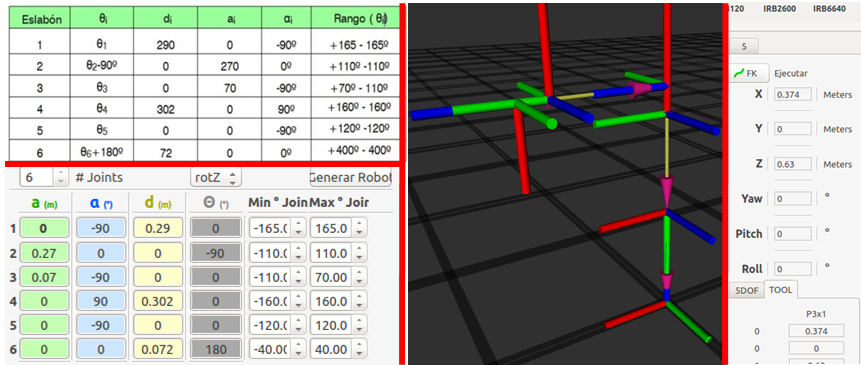 Eslabón θi di ai αi Rango ( θi)
1 θ1 290 0 -90º +165 - 165º
2 θ2-90º 0 270 0º +110º -110º
3 θ3 0 70 -90º +70º - 110º
4 θ4 302 0 90º +160º - 160º
5 θ5 0 0 -90º +120º -120º
6 θ6+180º 72 0 0º +400º - 400º
6 # Joints rotZ Generar Robot
a (m) α (°) d (m) Θ (°) Min ° Join Max ° Join
1 0 -90 0.29 0 -165.0 165.0
2 0.27 0 0 -90 -110.0 110.0
3 0.07 -90 0 0 -110.0 70.00
4 0 90 0.302 0 -160.0 160.0
5 0 -90 0 0 -120.0 120.0
6 0 0 0.072 180 -40.00 40.00
120 IRB2600 IRB6640
S
FK Ejecutar
X 0.374 Meters
Y 0 Meters
Z 0.63 Meters
Yaw 0 °
Pitch 0 °
Roll 0 °
5DOF TOOL
P3x1
0 0.374
0 0